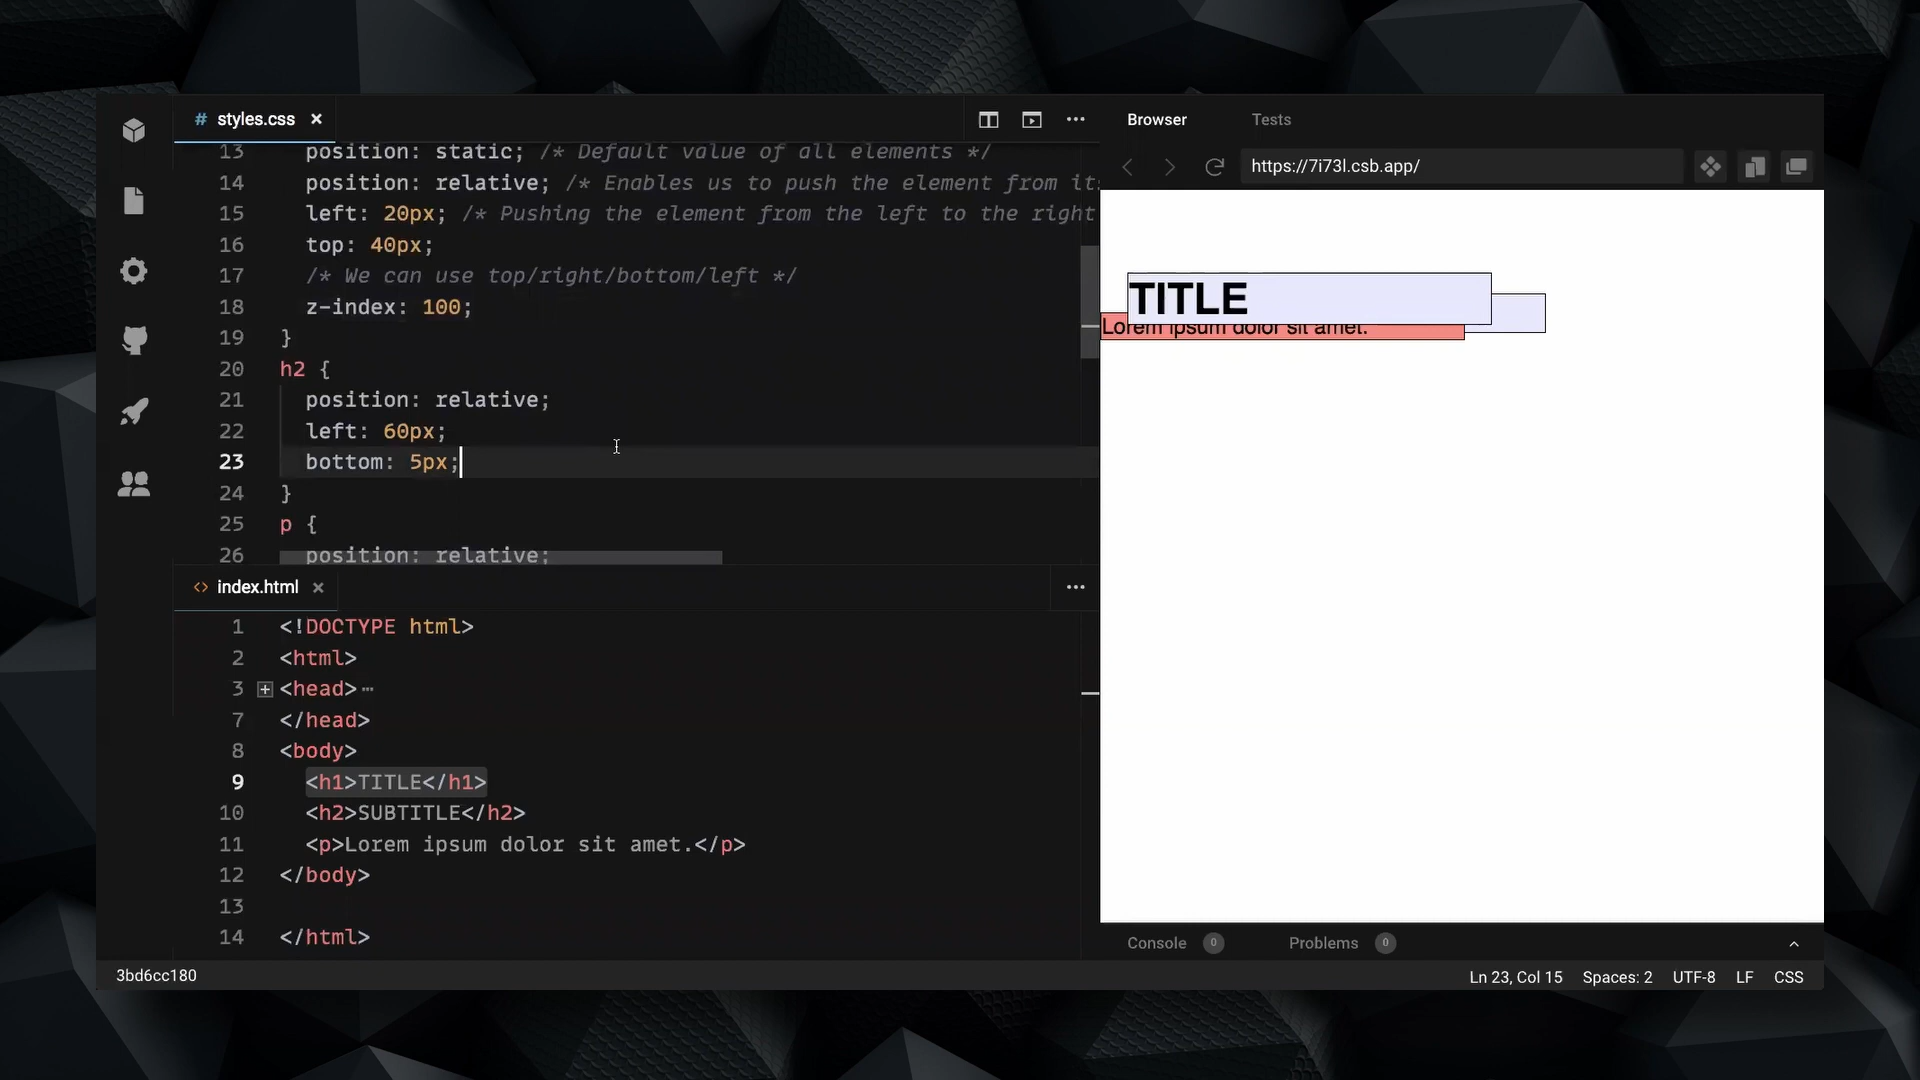 # styles.css ×
13 position: static; /* Default value of all elements */
14 position: relative; /* Enables us to push the element from it
15 left: 20px; /* Pushing the element from the left to the right
16 top: 40px;
17 /* We can use top/right/bottom/left */
18 z-index: 100;
19 }
20 h2 {
21 position: relative;
22 left: 60px;
23 bottom: 5px;
24 }
25 p {
26 position: relative;
<> index.html ×
1 <!DOCTYPE html>
2 <html>
3 <head>
7 </head>
8 <body>
9 <h1>TITLE</h1>
10 <h2>SUBTITLE</h2>
11 <p>Lorem ipsum dolor sit amet.</p>
12 </body>
13
14 </html>
Browser Tests
https://7i73l.csb.app/
TITLE
Lorem ipsum dolor sit amet.
Console 0 Problems 0
3bd6cc180
Ln 23, Col 15 Spaces: 2 UTF-8 LF CSS